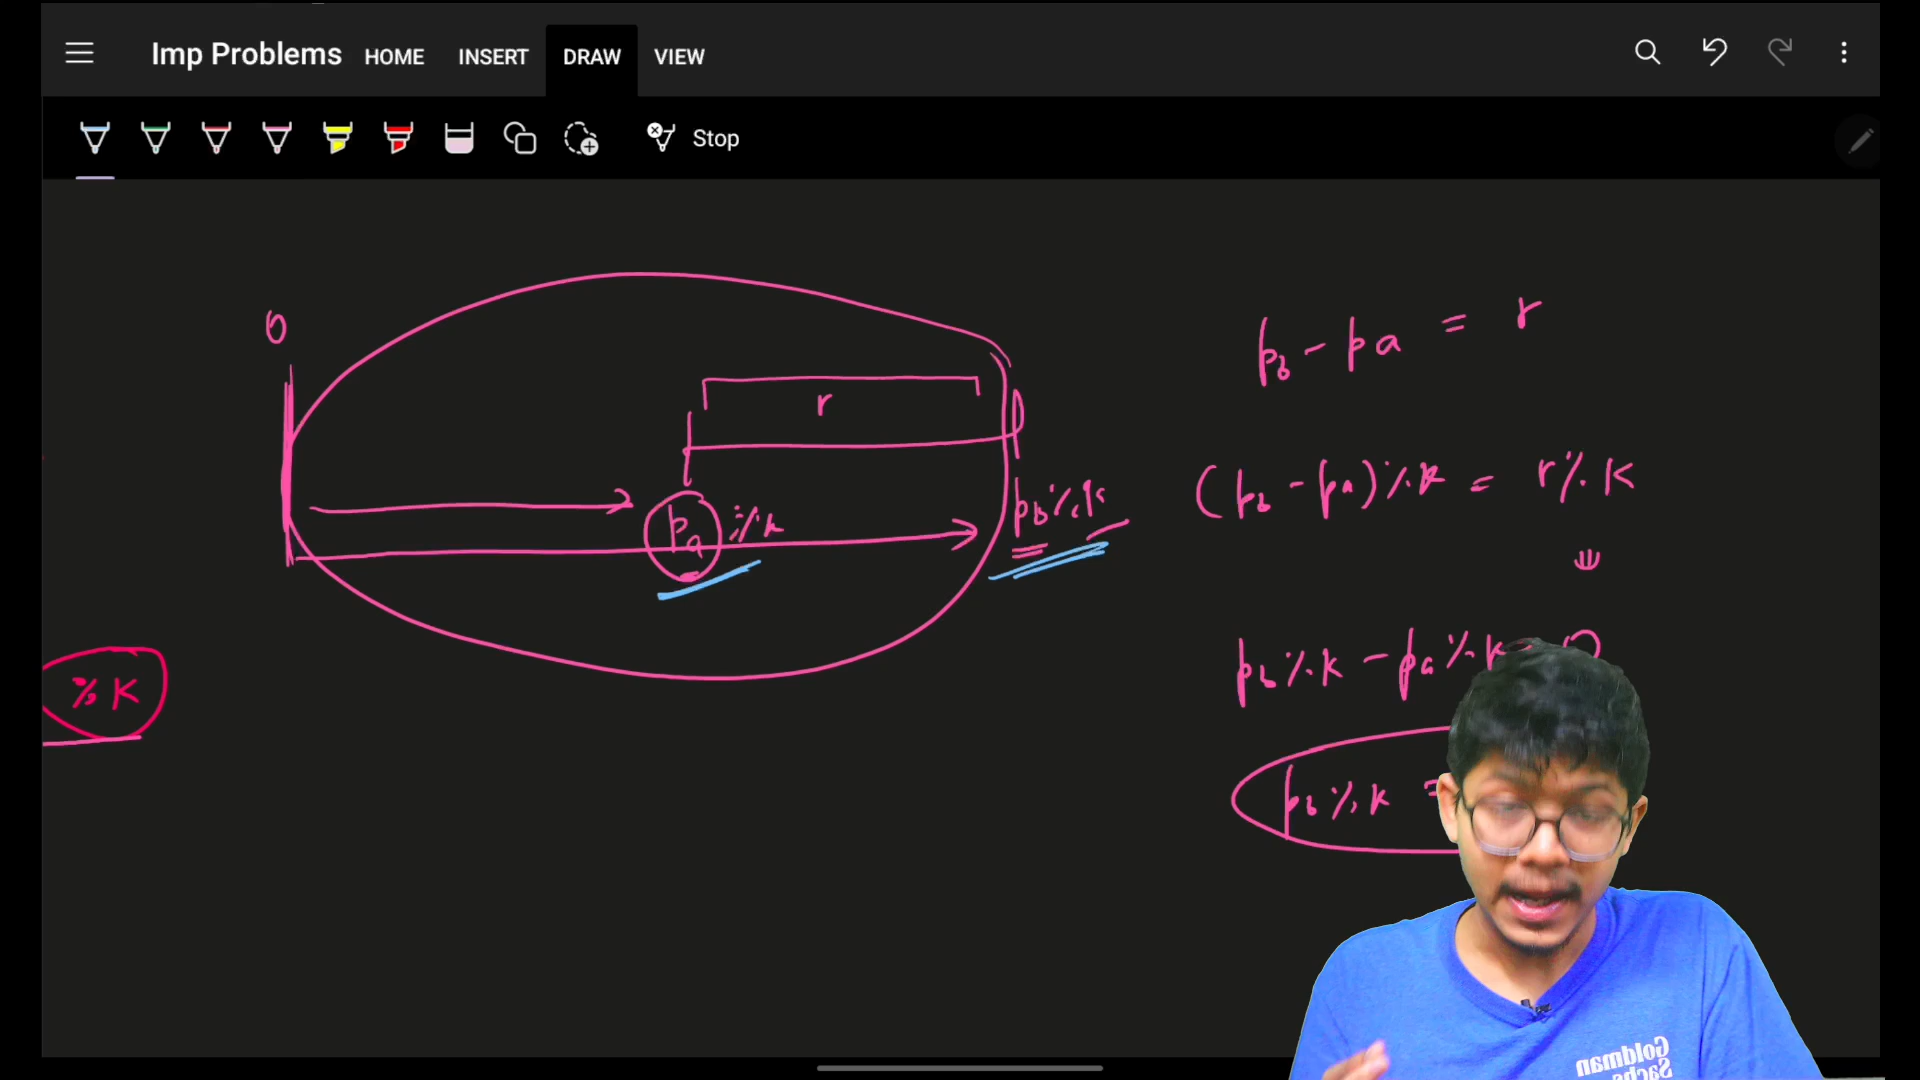 Imp Problems HOME INSERT DRAW VIEW
Stop
0
r
pa %k
pb%k
% K
pb - pa = r
(pb - pa)%k = r%K
pb%k - pa%k = 0
pb%k =
Goldman
Sachs